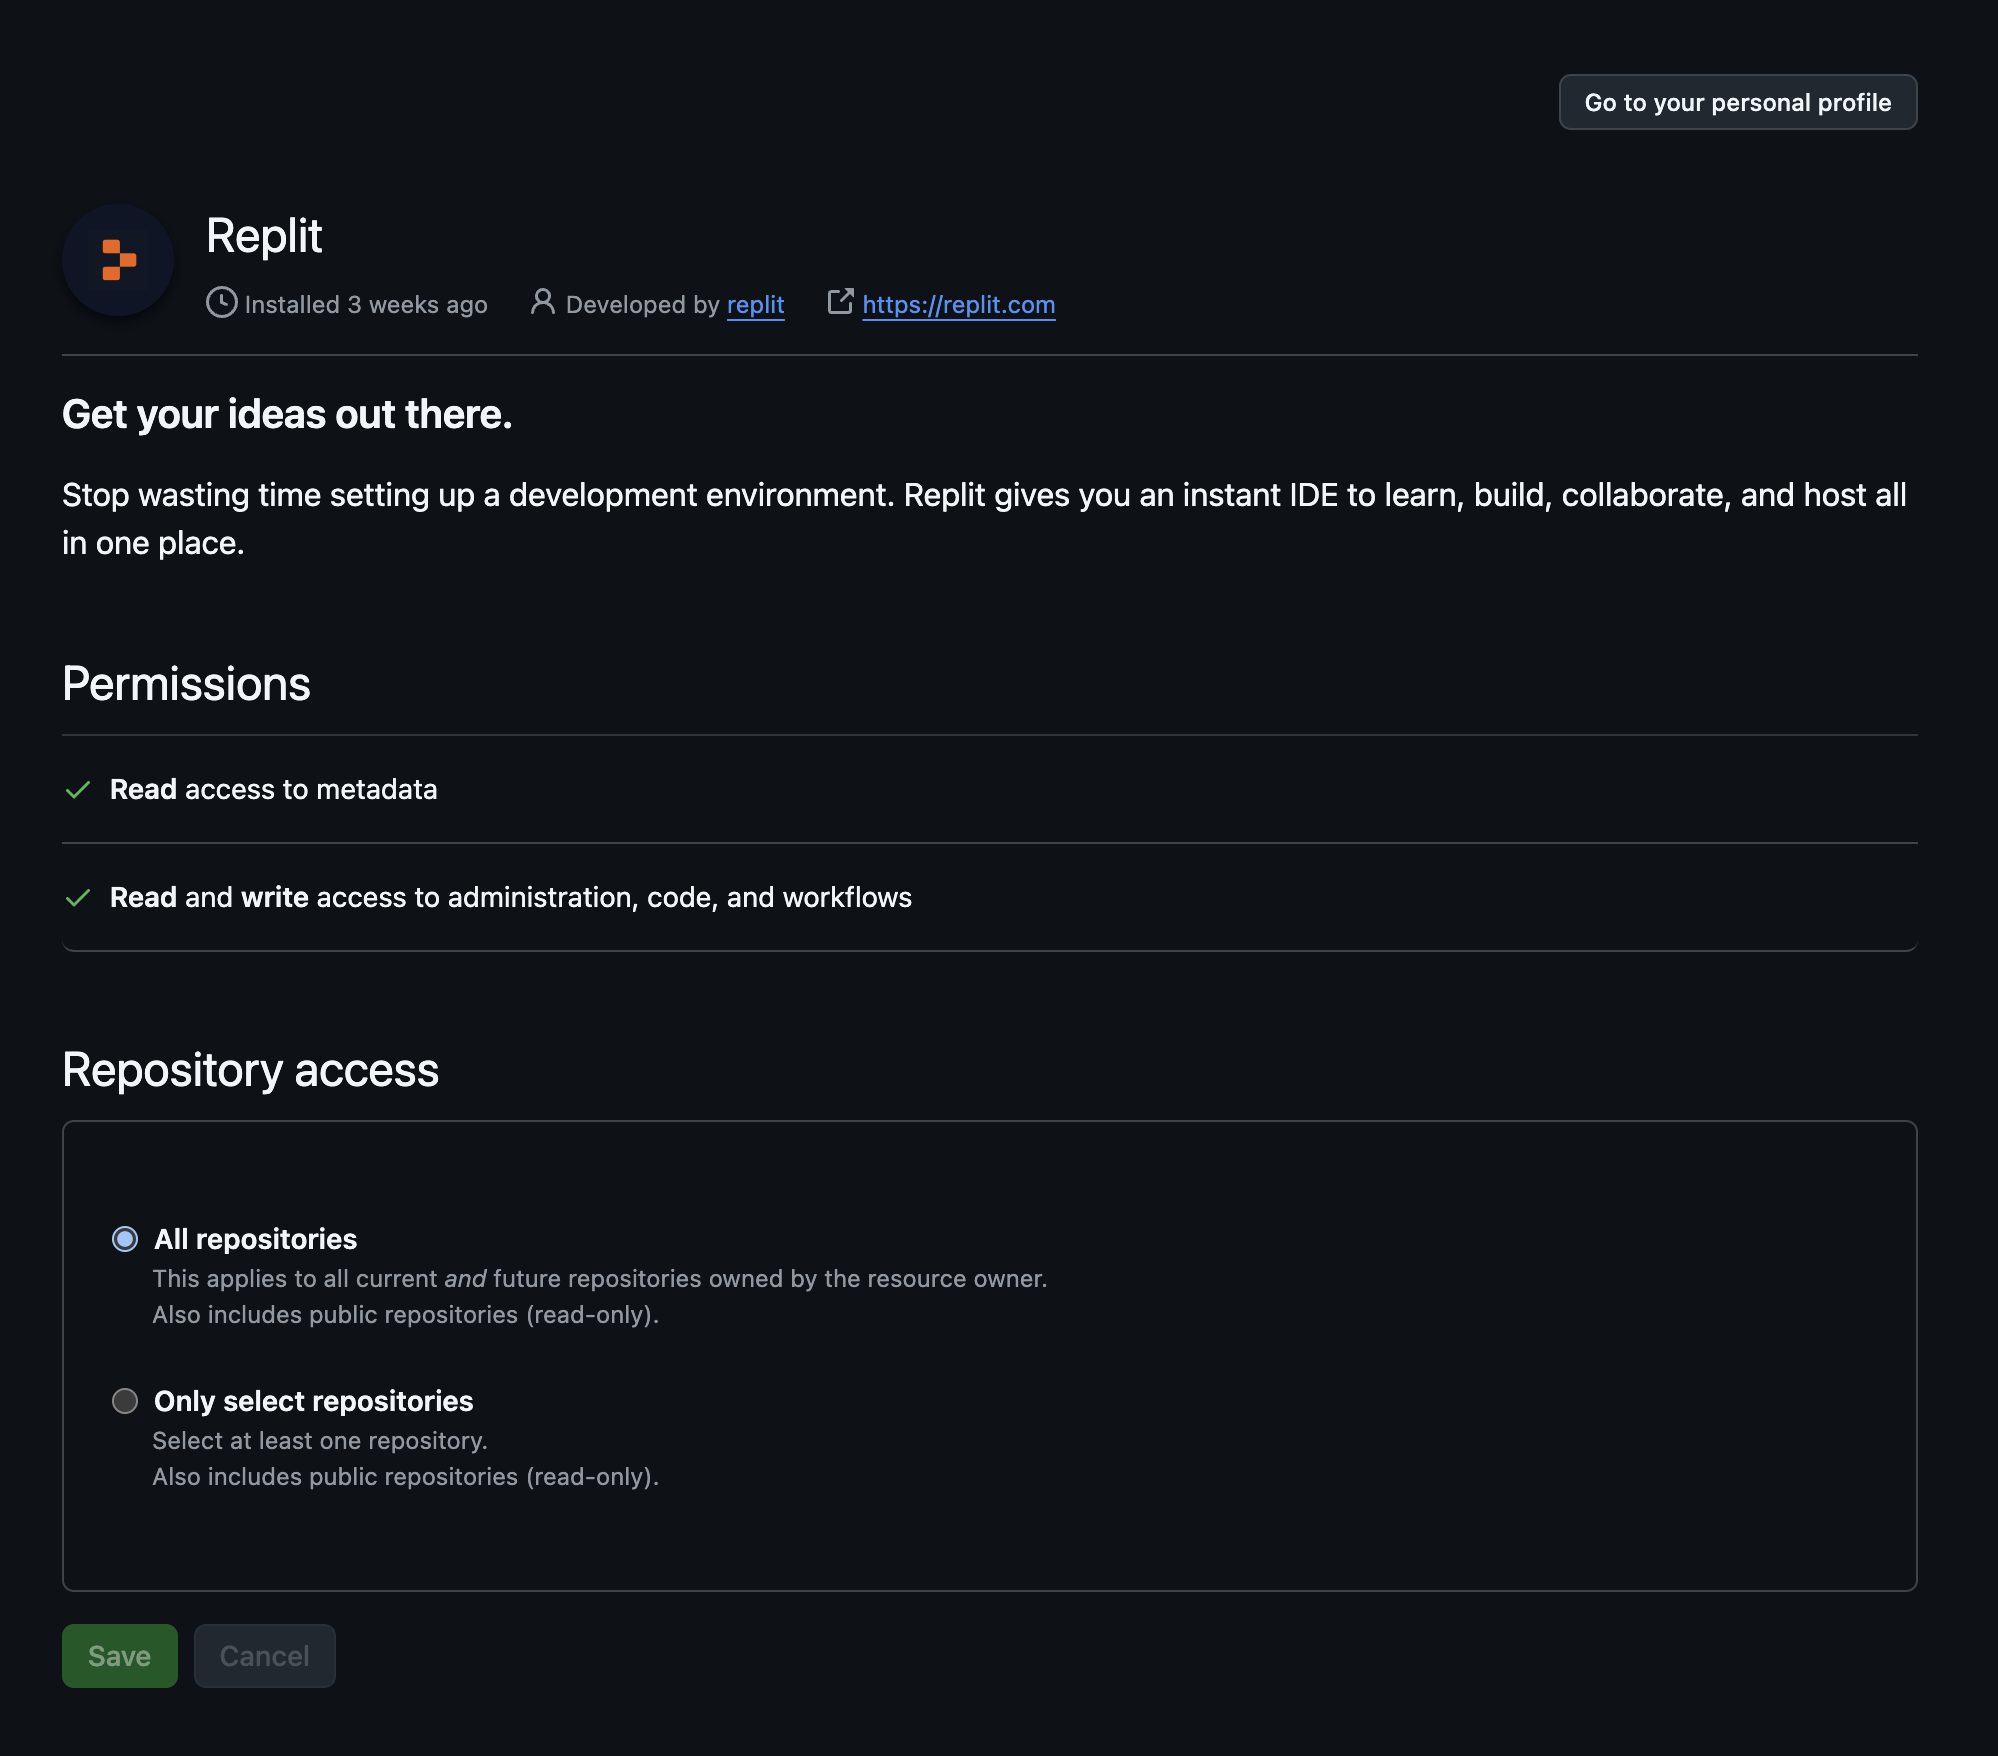 Go to your personal profile
Replit
Installed 3 weeks ago Developed by replit https://replit.com
Get your ideas out there.
Stop wasting time setting up a development environment. Replit gives you an instant IDE to learn, build, collaborate, and host all
in one place.
Permissions
Read access to metadata
Read and write access to administration, code, and workflows
Repository access
All repositories
This applies to all current and future repositories owned by the resource owner.
Also includes public repositories (read-only).
Only select repositories
Select at least one repository.
Also includes public repositories (read-only).
Save Cancel